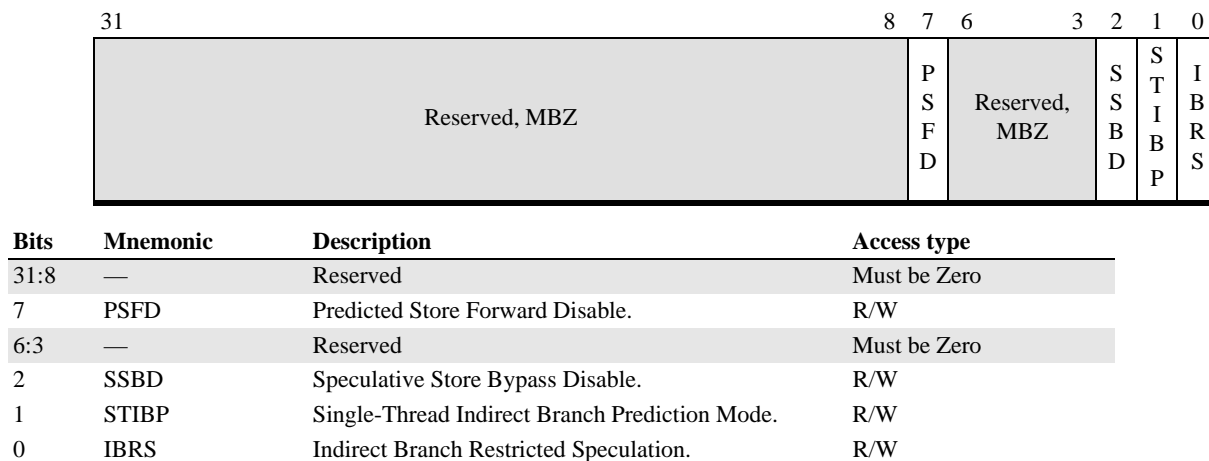 31 8 7 6 3 2 1 0
Reserved, MBZ
P
S
F
D
Reserved,
MBZ
S
S
B
D
S
T
I
B
P
I
B
R
S
Bits Mnemonic Description Access type
31:8 — Reserved Must be Zero
7 PSFD Predicted Store Forward Disable. R/W
6:3 — Reserved Must be Zero
2 SSBD Speculative Store Bypass Disable. R/W
1 STIBP Single-Thread Indirect Branch Prediction Mode. R/W
0 IBRS Indirect Branch Restricted Speculation. R/W